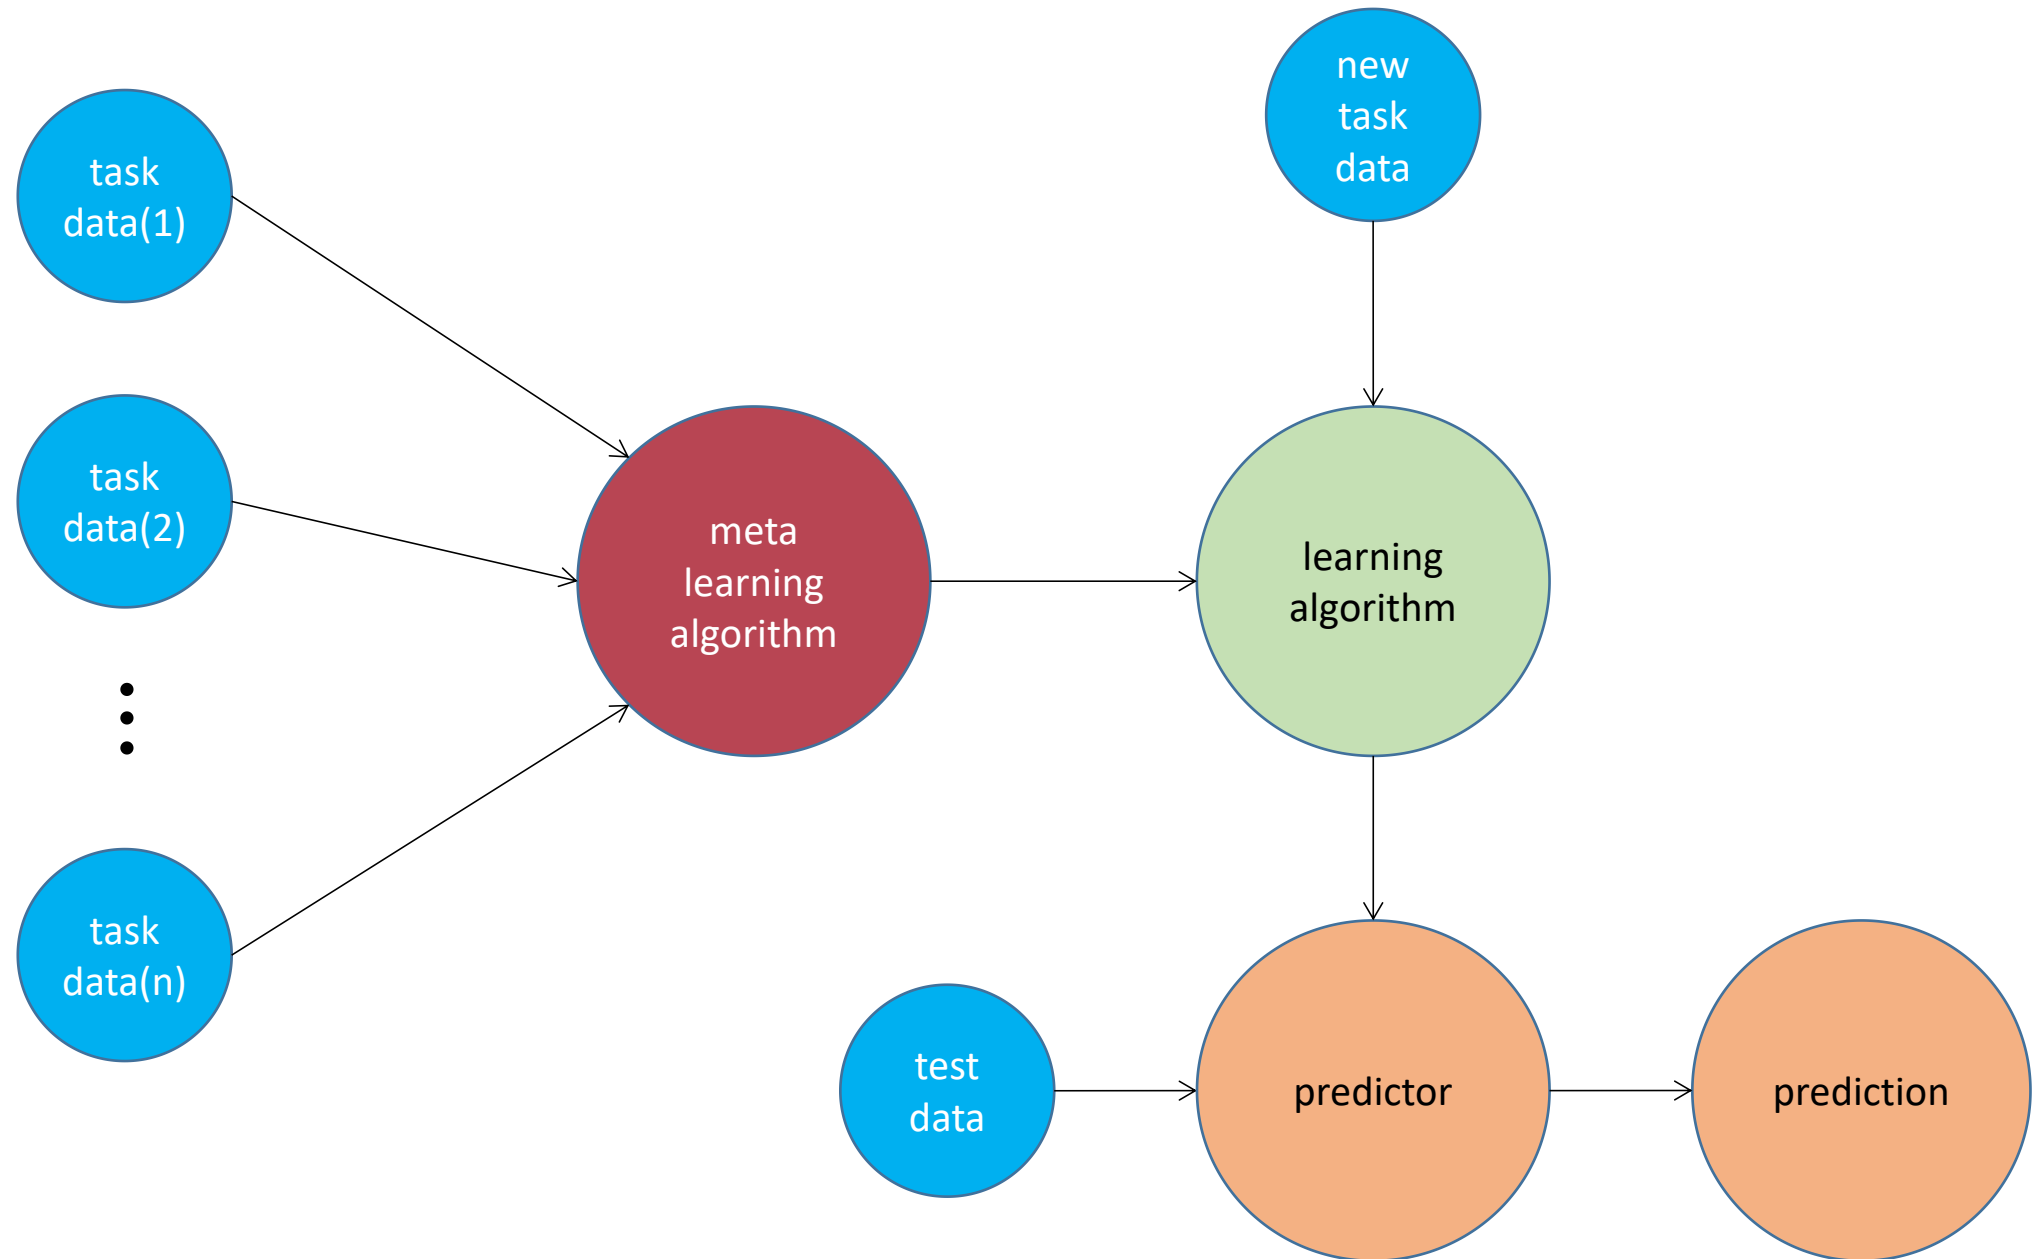 new
task
data
task
data(1)
task
data(2)
meta
learning
algorithm
learning
algorithm
task
data(n)
test
data
predictor
prediction